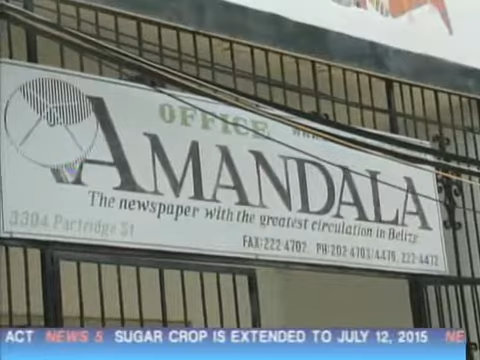 OFFICE
AMANDALA
The newspaper with the greatest circulation in Belize
3304 Partridge St
FAX:222-4702 PH:202-4703/4476, 222-4472
ACT NEWS 5 SUGAR CROP IS EXTENDED TO JULY 12, 2015 NE